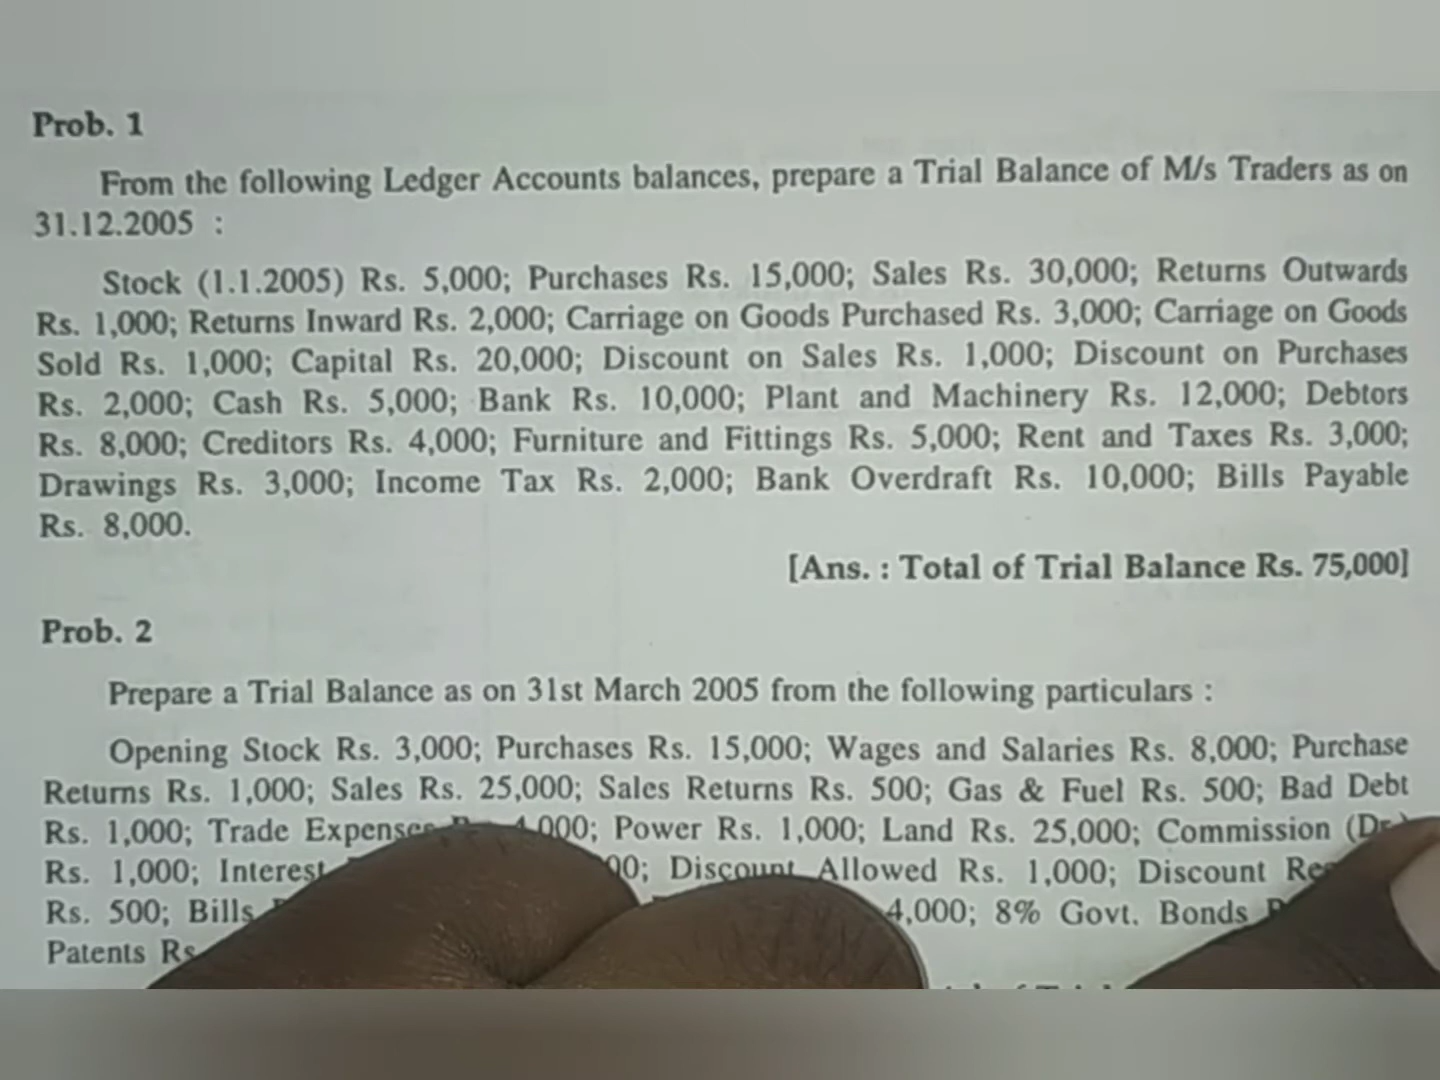 Prob. 1
From the following Ledger Accounts balances, prepare a Trial Balance of M/s Traders as on
31.12.2005 :
Stock (1.1.2005) Rs. 5,000; Purchases Rs. 15,000; Sales Rs. 30,000; Returns Outwards
Rs. 1,000; Returns Inward Rs. 2,000; Carriage on Goods Purchased Rs. 3,000; Carriage on Goods
Sold Rs. 1,000; Capital Rs. 20,000; Discount on Sales Rs. 1,000; Discount on Purchases
Rs. 2,000; Cash Rs. 5,000; Bank Rs. 10,000; Plant and Machinery Rs. 12,000; Debtors
Rs. 8,000; Creditors Rs. 4,000; Furniture and Fittings Rs. 5,000; Rent and Taxes Rs. 3,000;
Drawings Rs. 3,000; Income Tax Rs. 2,000; Bank Overdraft Rs. 10,000; Bills Payable
Rs. 8,000.
[Ans. : Total of Trial Balance Rs. 75,000]
Prob. 2
Prepare a Trial Balance as on 31st March 2005 from the following particulars :
Opening Stock Rs. 3,000; Purchases Rs. 15,000; Wages and Salaries Rs. 8,000; Purchase
Returns Rs. 1,000; Sales Rs. 25,000; Sales Returns Rs. 500; Gas & Fuel Rs. 500; Bad Debt
Rs. 1,000; Trade Expenses 000; Power Rs. 1,000; Land Rs. 25,000; Commission (Dr.)
Rs. 1,000; Interest Discount Allowed Rs. 1,000; Discount
Rs. 500; Bills 4,000; 8% Govt. Bonds
Patents Rs